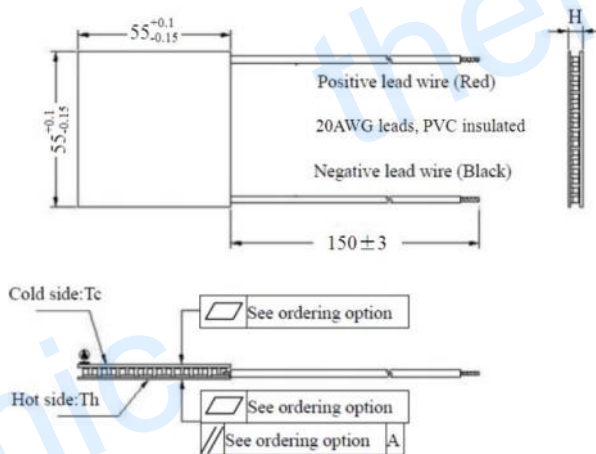 55+0.1-0.15
H
Positive lead wire (Red)
55+0.1-0.15
20AWG leads, PVC insulated
Negative lead wire (Black)
150±3
Cold side:Tc
See ordering option
Hot side:Th
See ordering option
See ordering option A